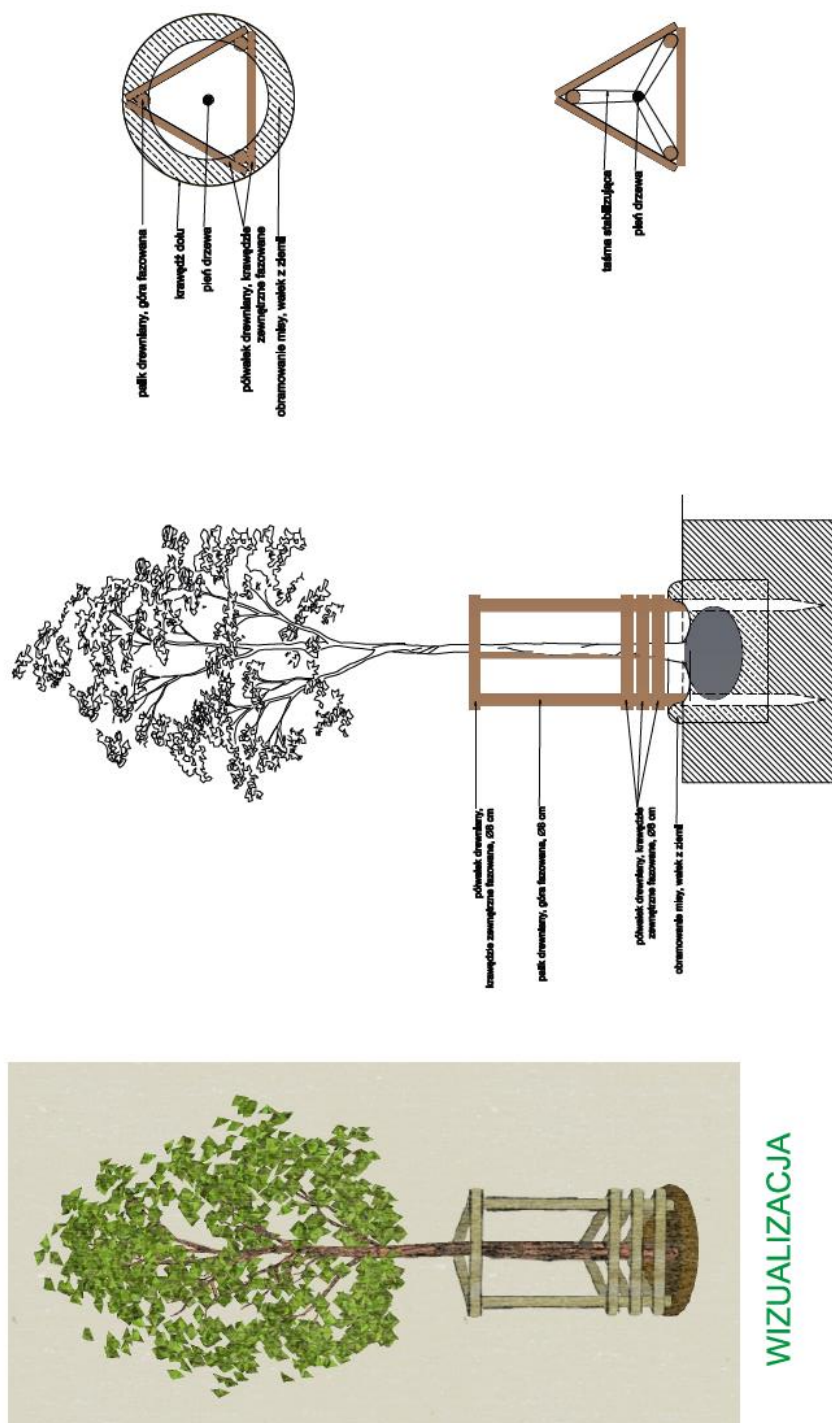 palik drewniany, góra fazowana
krawędź dołu
pień drzewa
półwałek drewniany, krawędzie
zewnętrzne fazowane
obramowanie misy, wałek z ziemi
taśma stabilizująca
pień drzewa
półwałek drewniany,
krawędzie zewnętrzne fazowane, Ø8 cm
palik drewniany, góra fazowana, Ø8 cm
półwałek drewniany, krawędzie
zewnętrzne fazowane, Ø8 cm
obramowanie misy, wałek z ziemi
WIZUALIZACJA